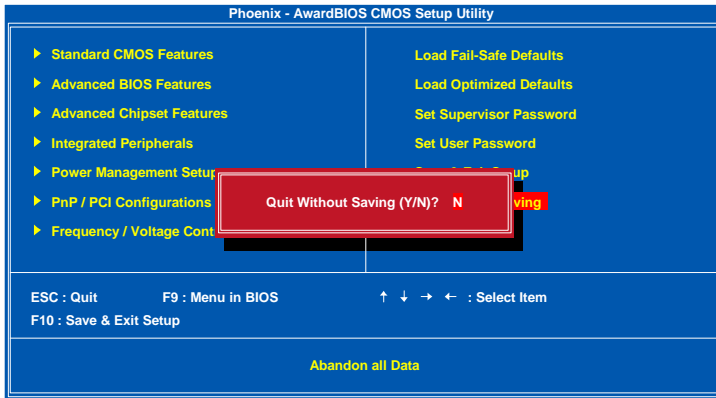 Phoenix - AwardBIOS CMOS Setup Utility
Standard CMOS Features
Advanced BIOS Features
Advanced Chipset Features
Integrated Peripherals
Power Management Setup
PnP / PCI Configurations
Frequency / Voltage Cont
Load Fail-Safe Defaults
Load Optimized Defaults
Set Supervisor Password
Set User Password
up
ving
Quit Without Saving (Y/N)? N
ESC : Quit F9 : Menu in BIOS ↑ ↓ → ← : Select Item
F10 : Save & Exit Setup
Abandon all Data